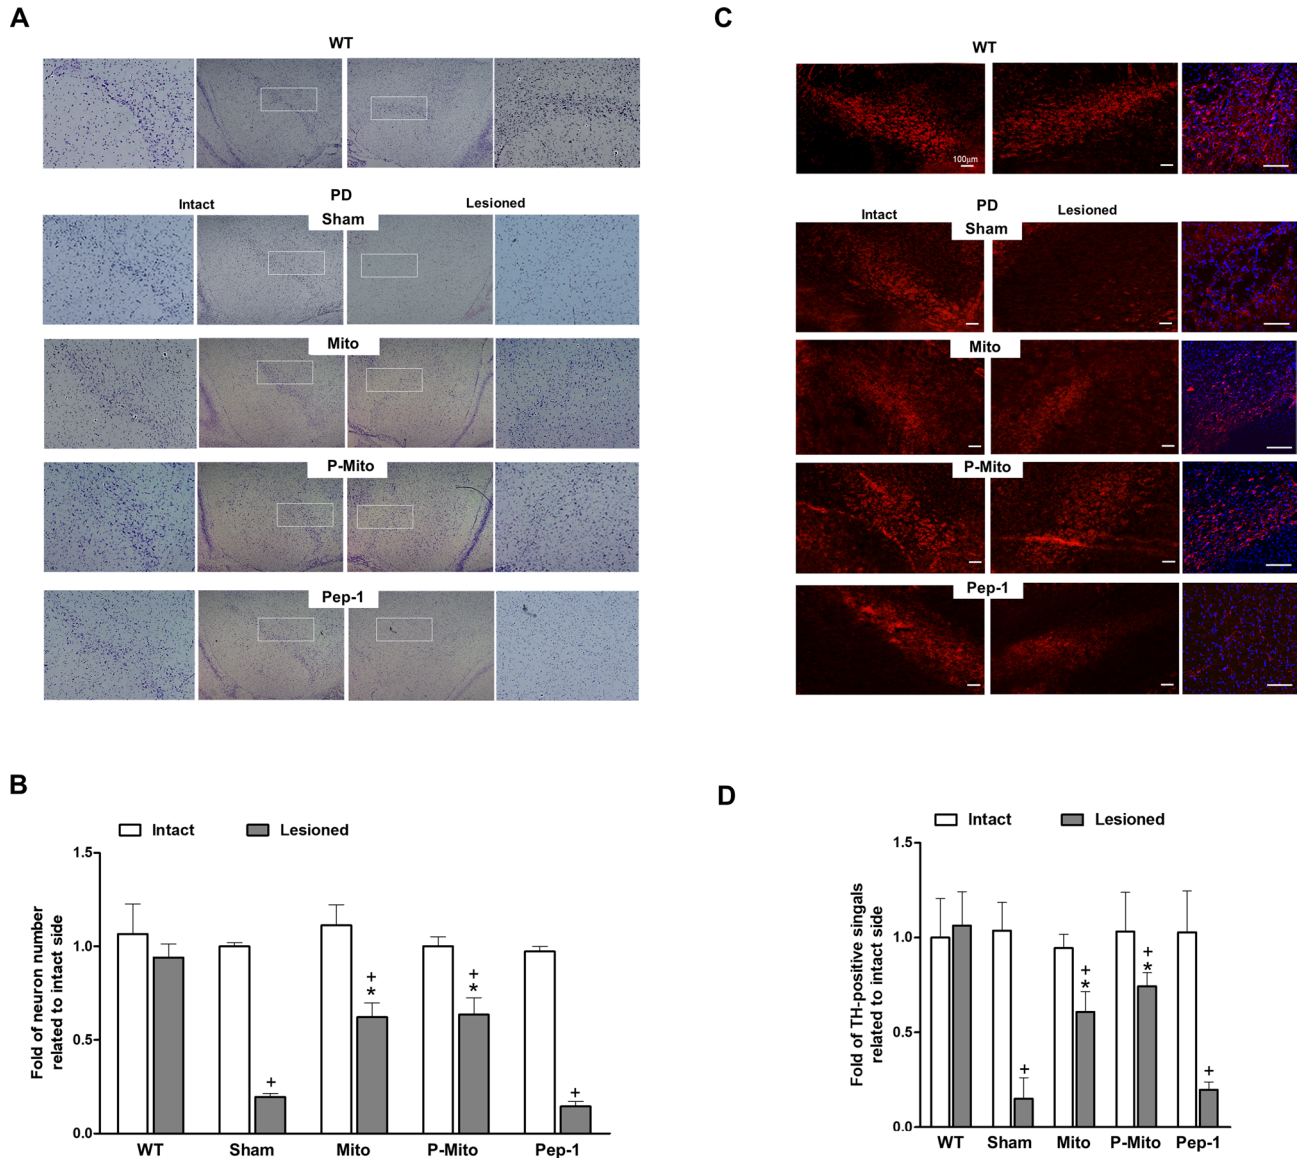 A
WT
PD
Intact
Lesioned
Sham
Mito
P-Mito
Pep-1
C
WT
100µm
PD
Intact
Lesioned
Sham
Mito
P-Mito
Pep-1
B
Intact
Lesioned
Fold of neuron number
related to intact side
1.5
1.0
0.5
0.0
+
+
*
+
*
+
WT
Sham
Mito
P-Mito
Pep-1
D
Intact
Lesioned
Fold of TH-positive singals
related to intact side
1.5
1.0
0.5
0.0
+
+
*
+
*
+
WT
Sham
Mito
P-Mito
Pep-1